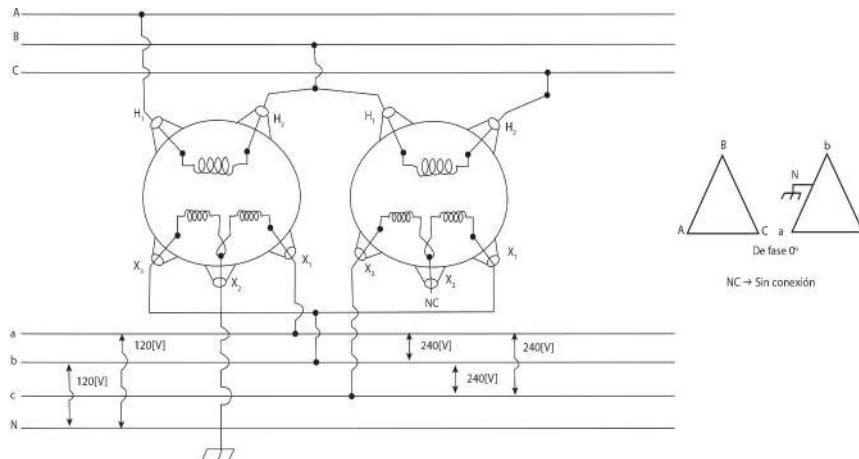 A
B
C
H₁
H₂
H₁
H₂
X₃
X₂
X₁
X₃
X₂
X₁
NC
B
b
N
A
C
a
De fase 0º
NC → Sin conexión
a
120[V]
240[V]
240[V]
b
120[V]
240[V]
c
N